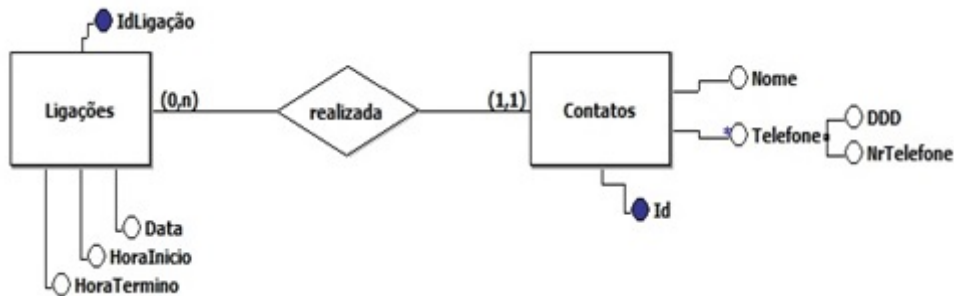 IdLigação
Ligações
(0,n)
realizada
(1,1)
Contatos
Nome
*Telefone
DDD
NrTelefone
Id
Data
HoraInicio
HoraTermino